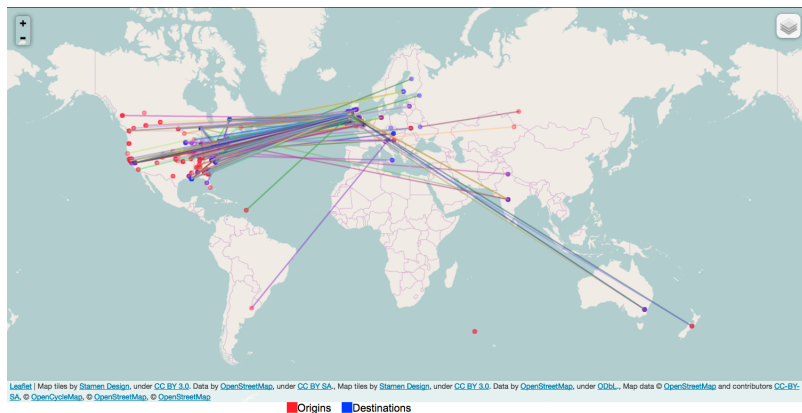 +
-
Leaflet | Map tiles by Stamen Design, under CC BY 3.0. Data by OpenStreetMap, under CC BY SA., Map tiles by Stamen Design, under CC BY 3.0. Data by OpenStreetMap, under ODbL., Map data © OpenStreetMap and contributors CC-BY-
SA, © OpenCycleMap, © OpenStreetMap, © OpenStreetMap
Origins Destinations